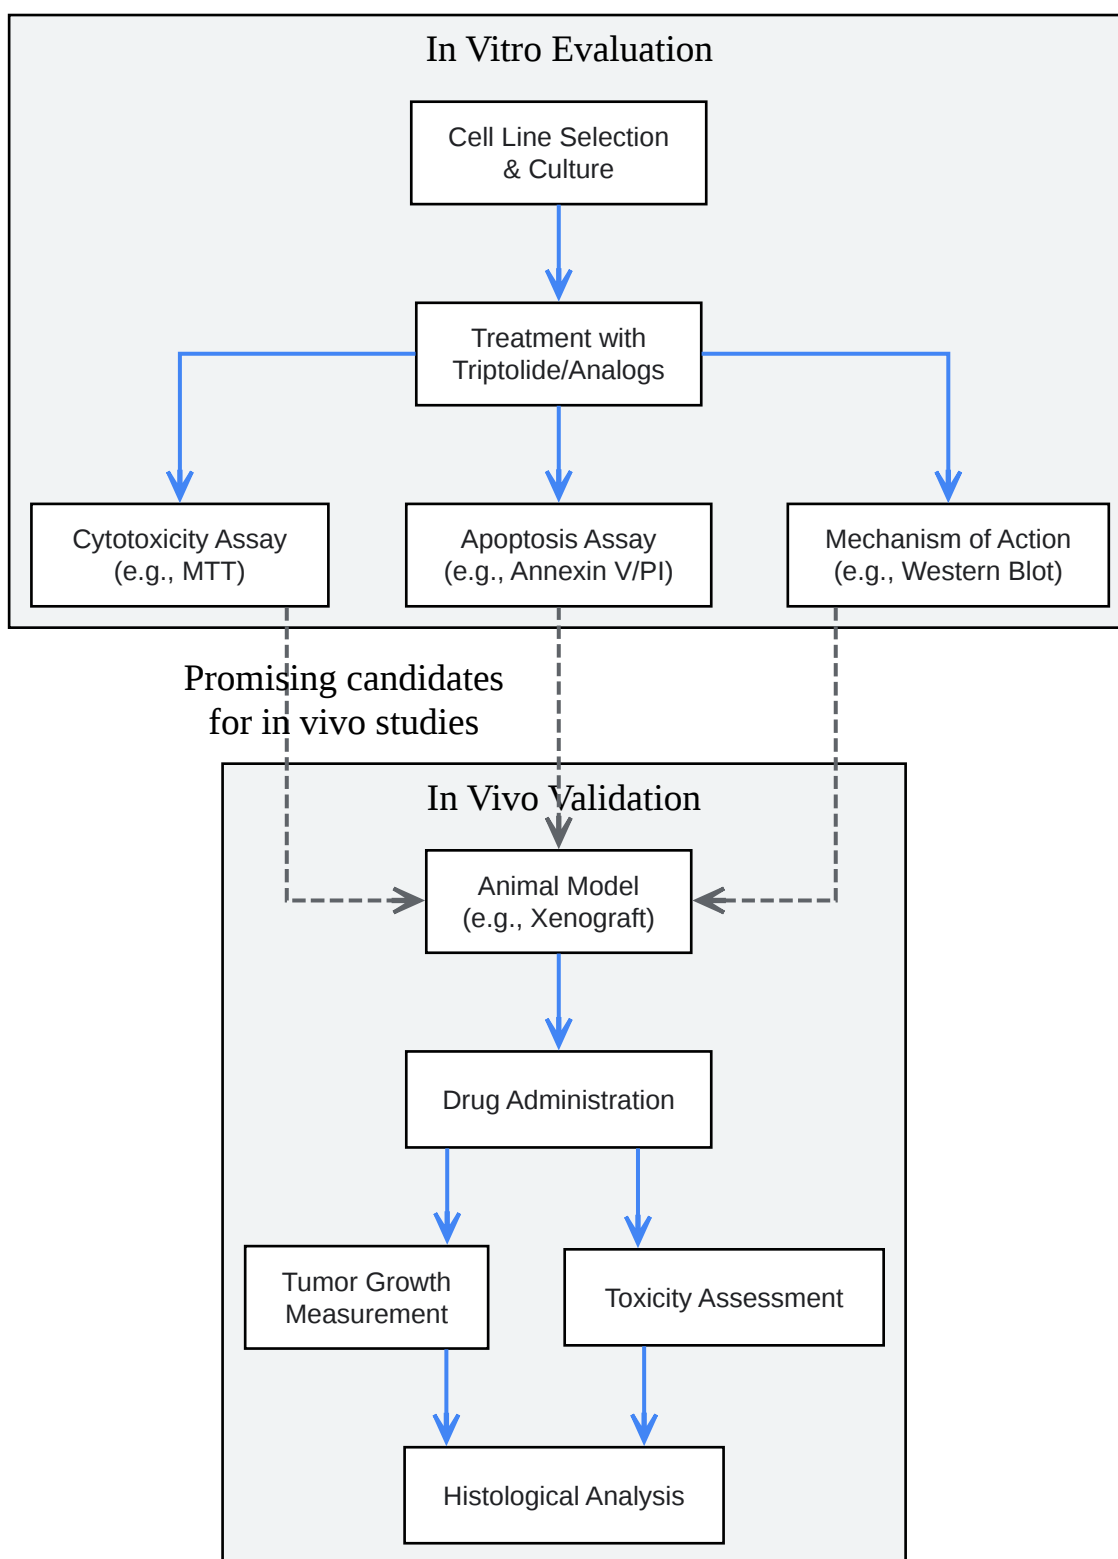 In Vitro Evaluation
Cell Line Selection
& Culture
Treatment with
Triptolide/Analogs
Cytotoxicity Assay
(e.g., MTT)
Apoptosis Assay
(e.g., Annexin V/PI)
Mechanism of Action
(e.g., Western Blot)
Promising candidates
for in vivo studies
In Vivo Validation
Animal Model
(e.g., Xenograft)
Drug Administration
Tumor Growth
Measurement
Toxicity Assessment
Histological Analysis